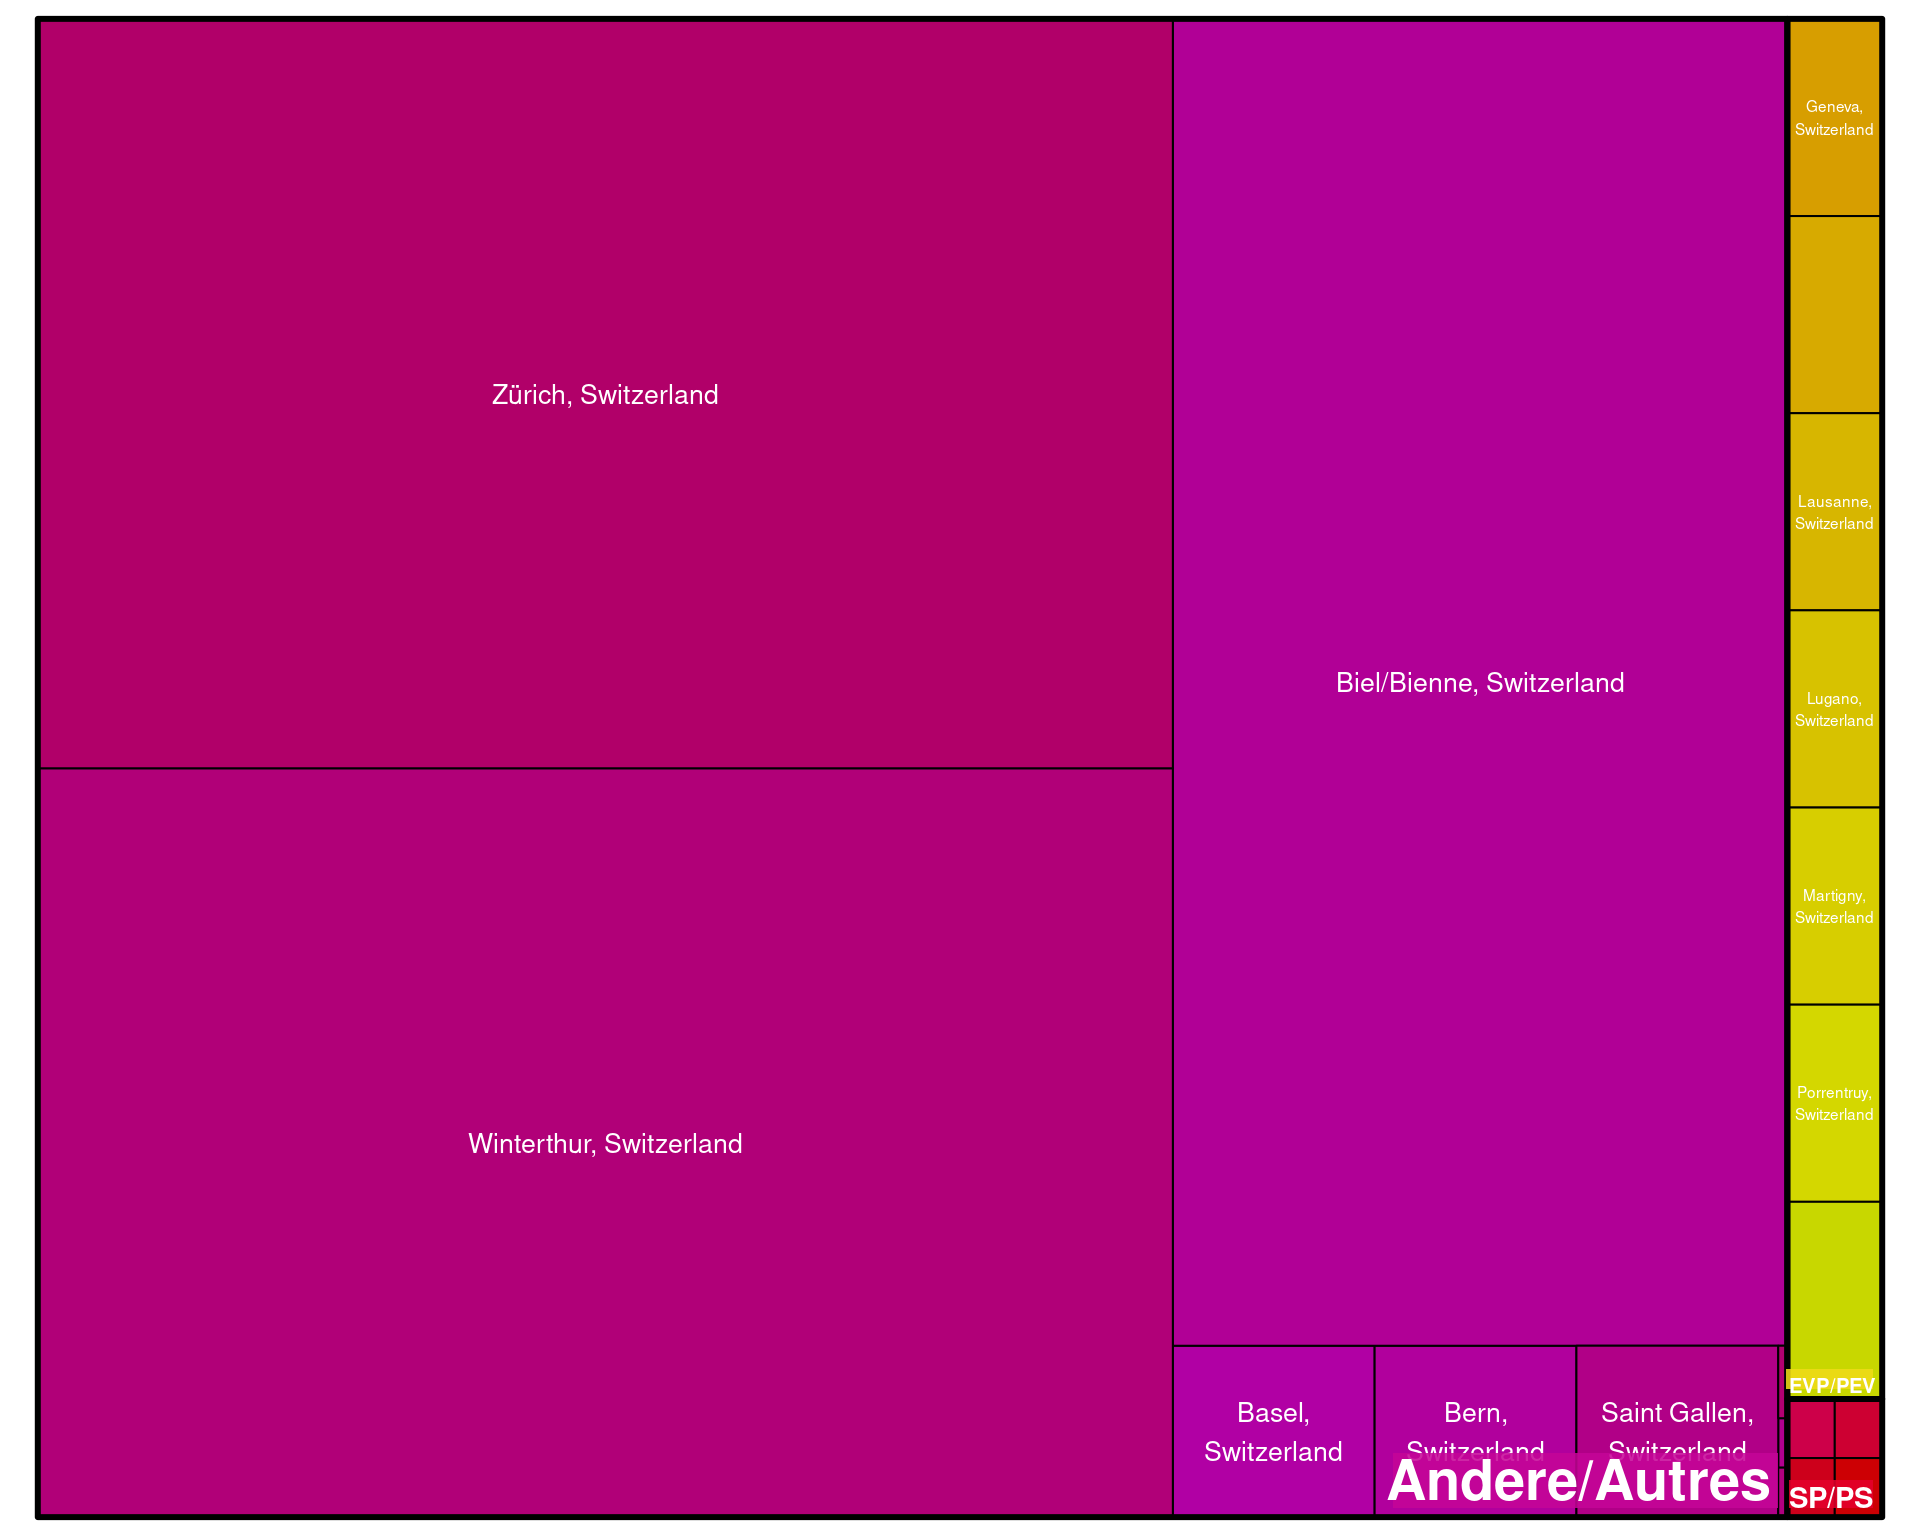 Zürich, Switzerland
Winterthur, Switzerland
Biel/Bienne, Switzerland
Basel,
Switzerland
Bern,
Switzerland
Saint Gallen,
Switzerland
Andere/Autres
Geneva,
Switzerland
Lausanne,
Switzerland
Lugano,
Switzerland
Martigny,
Switzerland
Porrentruy,
Switzerland
EVP/PEV
SP/PS